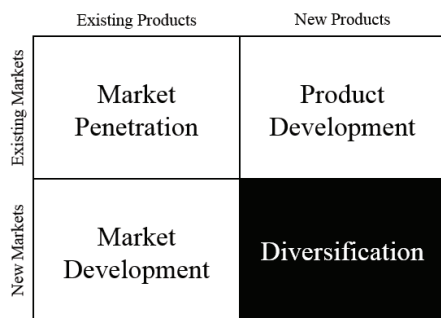 Existing Products
New Products
Existing Markets
Market
Penetration
Product
Development
New Markets
Market
Development
Diversification